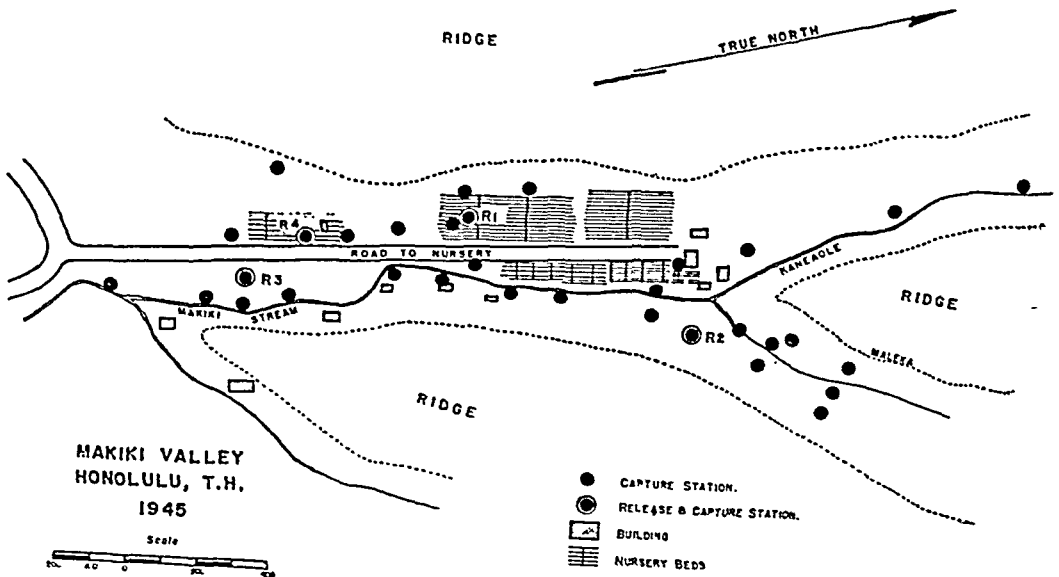 RIDGE
TRUE NORTH
R1
R4
ROAD TO NURSERY
KANEAOLE
R3
RIDGE
MAKIKI STREAM
R2
MALEKA
RIDGE
MAKIKI VALLEY
HONOLULU, T.H.
1945
Scale
CAPTURE STATION.
RELEASE & CAPTURE STATION.
BUILDING
NURSERY BEDS